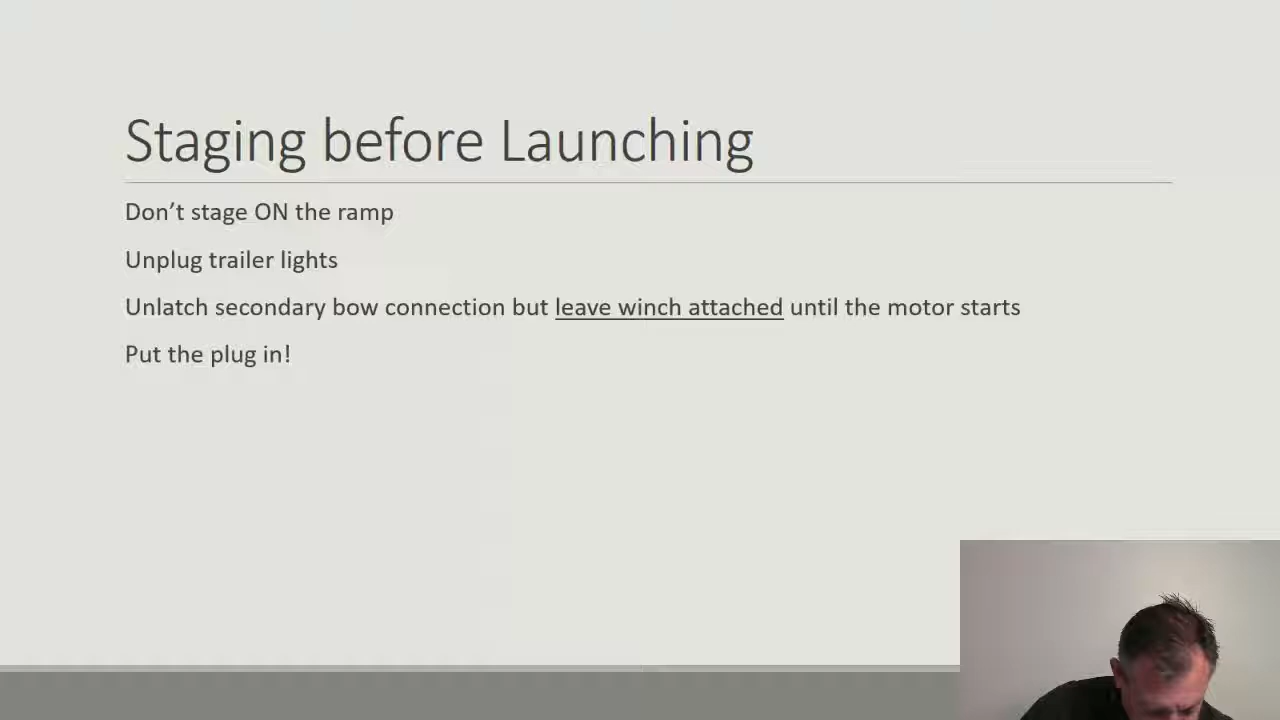 Staging before Launching
Don’t stage ON the ramp
Unplug trailer lights
Unlatch secondary bow connection but leave winch attached until the motor starts
Put the plug in!